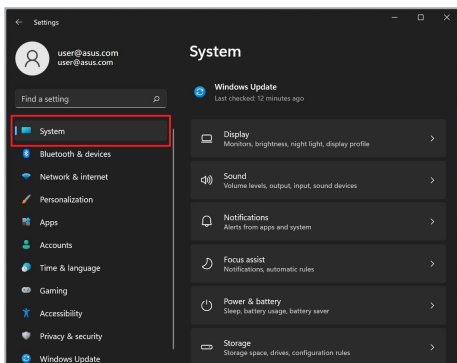 Settings
user@asus.com
user@asus.com
Find a setting
System
Bluetooth & devices
Network & internet
Personalization
Apps
Accounts
Time & language
Gaming
Accessibility
Privacy & security
Windows Update
System
Windows Update
Last checked: 12 minutes ago
Display
Monitors, brightness, night light, display profile
Sound
Volume levels, output, input, sound devices
Notifications
Alerts from apps and system
Focus assist
Notifications, automatic rules
Power & battery
Sleep, battery usage, battery saver
Storage
Storage space, drives, configuration rules